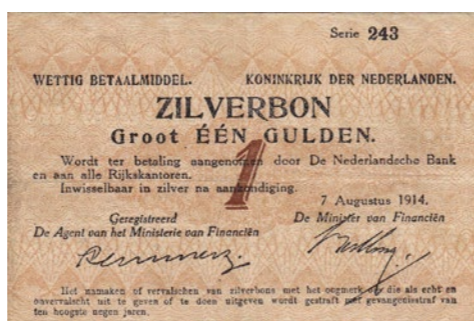 Serie 243
WETTIG BETAALMIDDEL. KONINKRIJK DER NEDERLANDEN.
ZILVERBON
Groot ÉÉN GULDEN.
1
Wordt ter betaling aangenomen door De Nederlandsche Bank
en aan alle Rijkskantoren.
Inwisselbaar in zilver na aankondiging.
7 Augustus 1914.
Geregistreerd De Minister van Financiën
De Agent van het Ministerie van Financiën
Het namaken of vervalschen van zilverbons met het oogmerk om die als echt en
onvervalscht uit te geven of te doen uitgeven wordt gestraft met gevangenisstraf van
ten hoogste negen jaren.